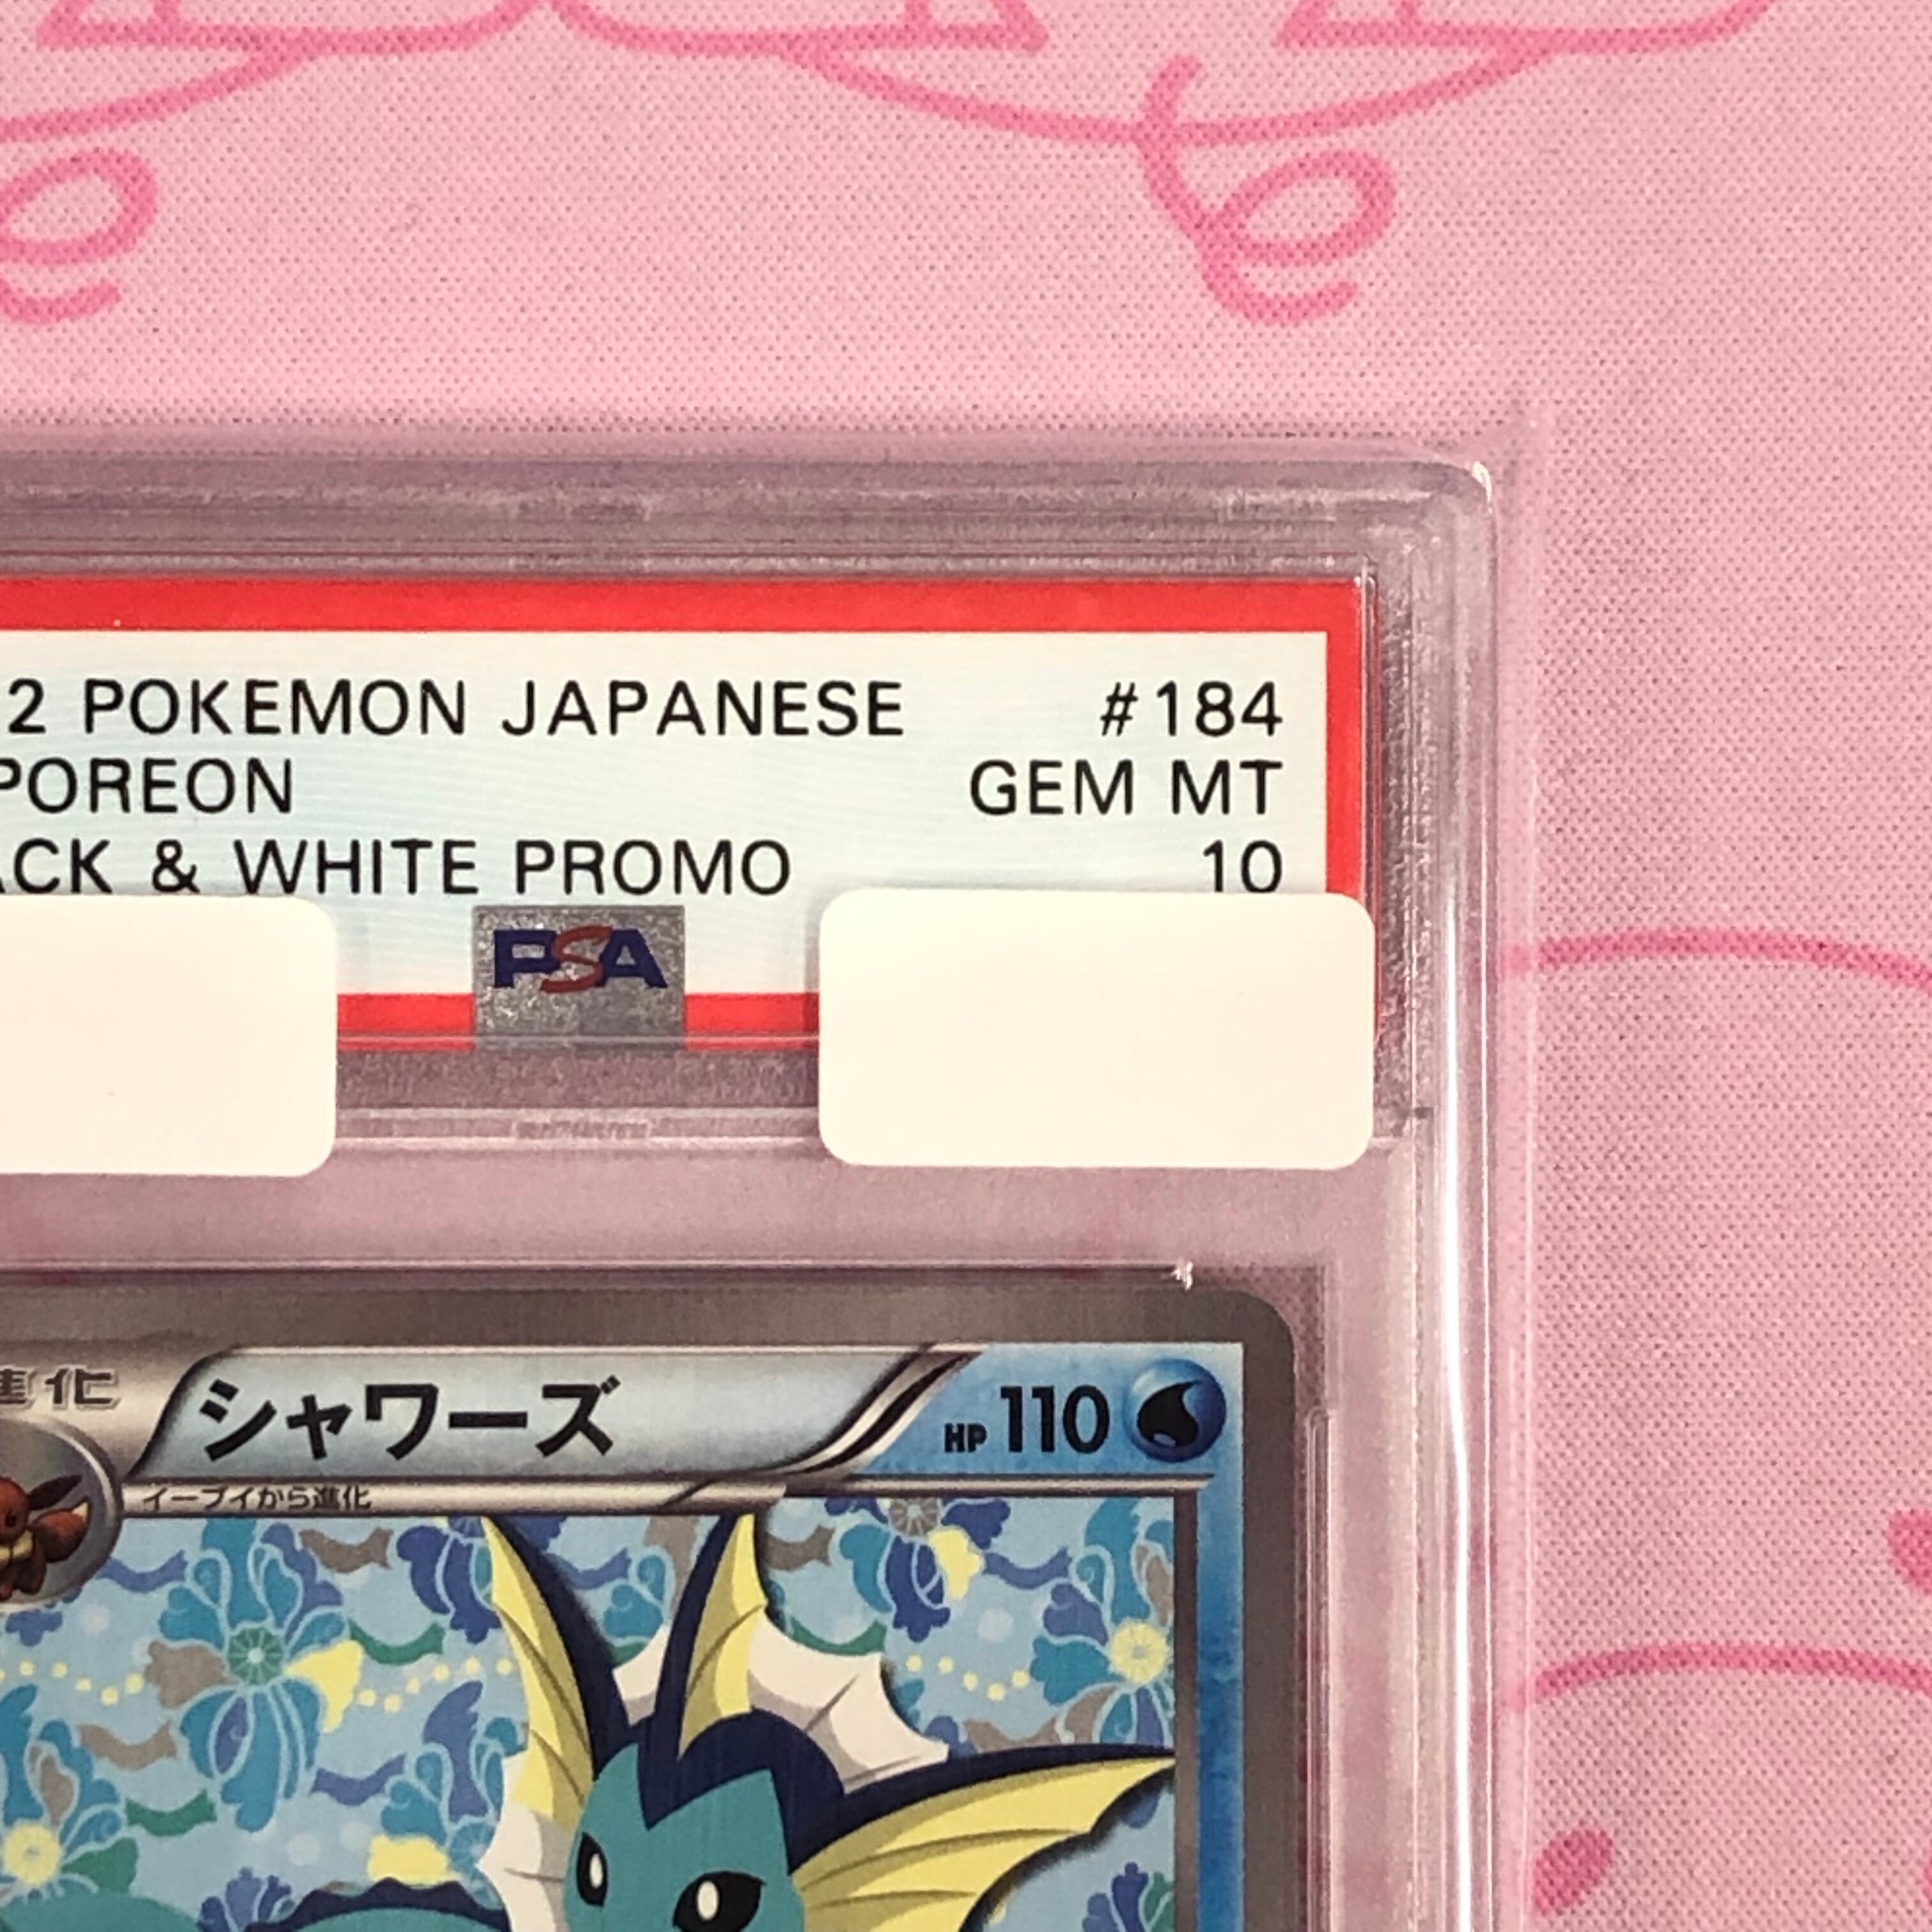 2 POKEMON JAPANESE #184
POREON GEM MT
ACK & WHITE PROMO 10
PSA
進化 シャワーズ HP 110
イーブイから進化